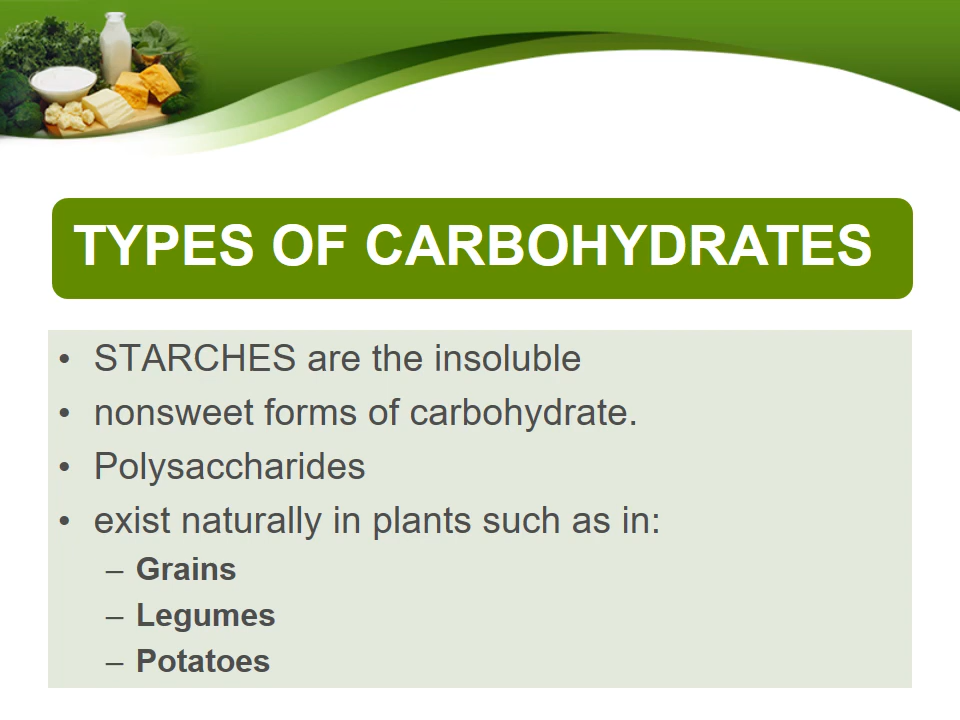 TYPES OF CARBOHYDRATES
• STARCHES are the insoluble
• nonsweet forms of carbohydrate.
• Polysaccharides
• exist naturally in plants such as in:
– Grains
– Legumes
– Potatoes